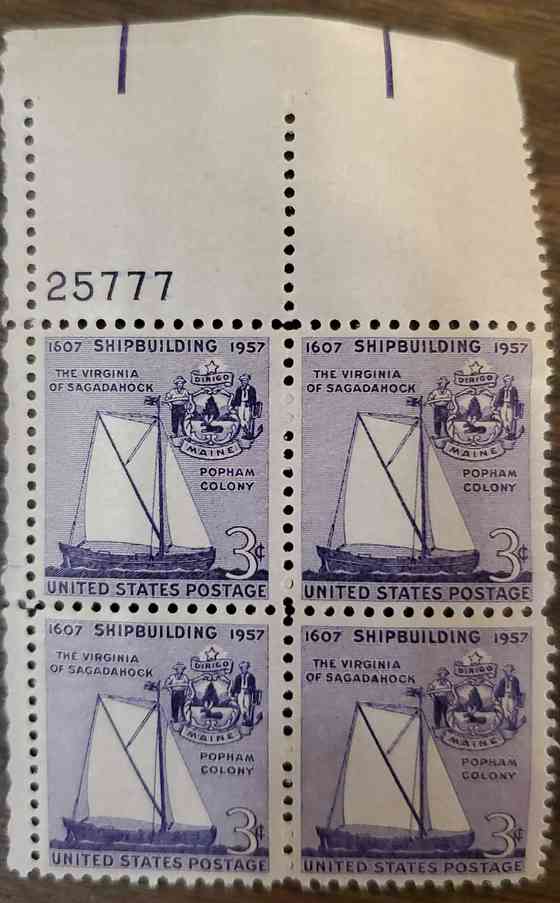 25777
1607 SHIPBUILDING 1957
THE VIRGINIA
OF SAGADAHOCK
DIRIGO
MAINE
POPHAM
COLONY
3¢
UNITED STATES POSTAGE
1607 SHIPBUILDING 1957
THE VIRGINIA
OF SAGADAHOCK
DIRIGO
MAINE
POPHAM
COLONY
3¢
UNITED STATES POSTAGE
1607 SHIPBUILDING 1957
THE VIRGINIA
OF SAGADAHOCK
DIRIGO
MAINE
POPHAM
COLONY
3¢
UNITED STATES POSTAGE
1607 SHIPBUILDING 1957
THE VIRGINIA
OF SAGADAHOCK
DIRIGO
MAINE
POPHAM
COLONY
3¢
UNITED STATES POSTAGE